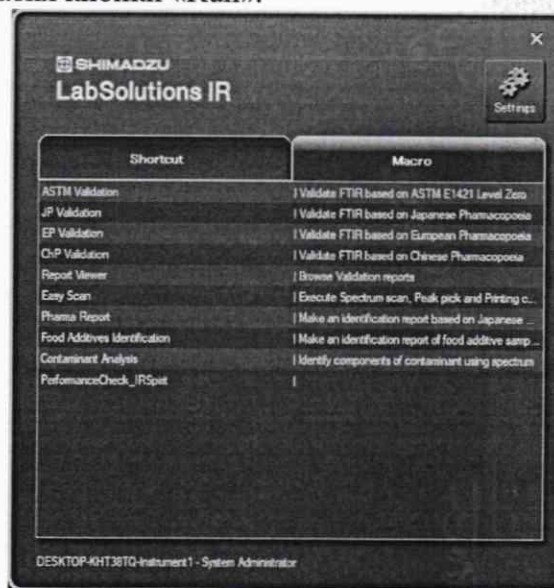 «Run».
×
SHIMADZU
LabSolutions IR
Settings
Shortcut
Macro
ASTM Validation | Validate FTIR based on ASTM E1421 Level Zero
JP Validation | Validate FTIR based on Japanese Pharmacopoeia
EP Validation | Validate FTIR based on European Pharmacopoeia
ChP Validation | Validate FTIR based on Chinese Pharmacopoeia
Report Viewer | Browse Validation reports
Easy Scan | Execute Spectrum scan, Peak pick and Printing c...
Pharma Report | Make an identification report based on Japanese ...
Food Additives Identification | Make an identification report of food additive samp...
Contaminant Analysis | Identify components of contaminant using spectrum
PerformanceCheck_IRSpirit |
DESKTOP-KHT38TQ-Instrument1 - System Administrator